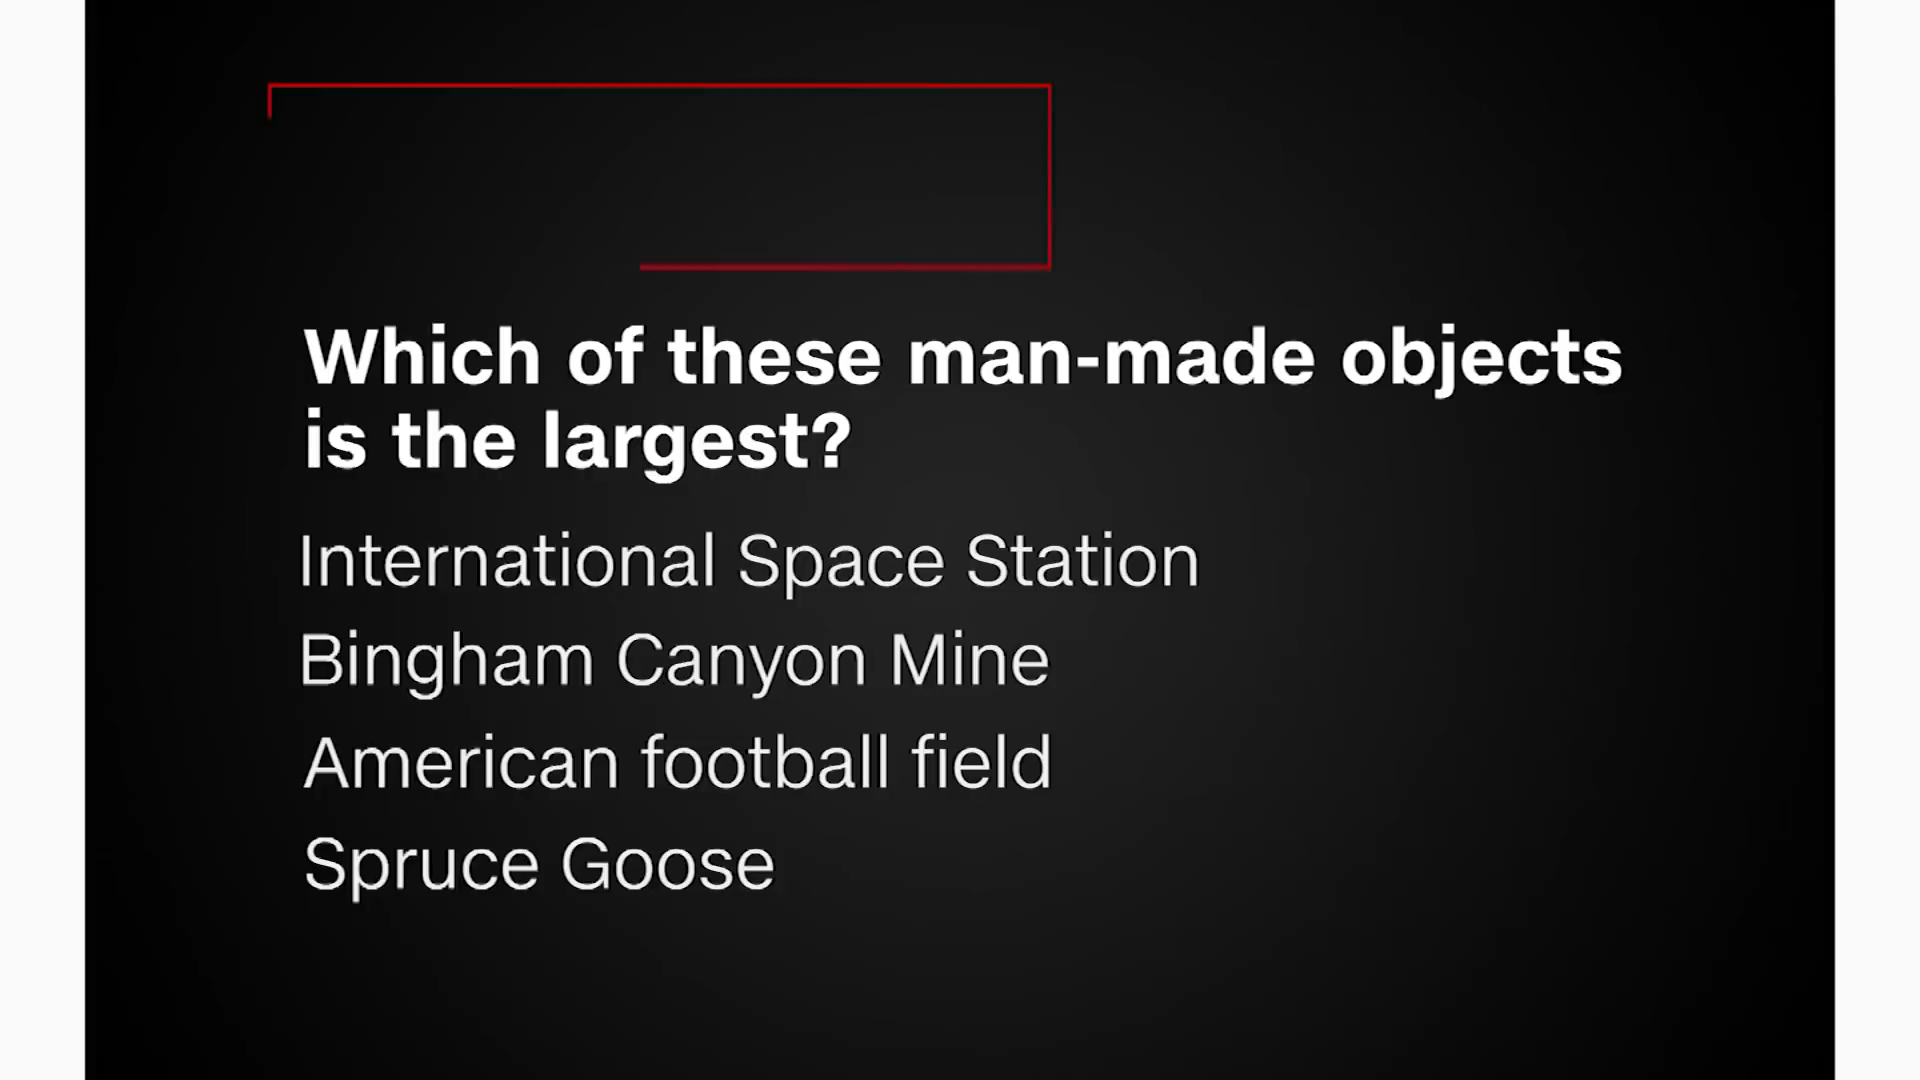 Which of these man-made objects
is the largest?
International Space Station
Bingham Canyon Mine
American football field
Spruce Goose